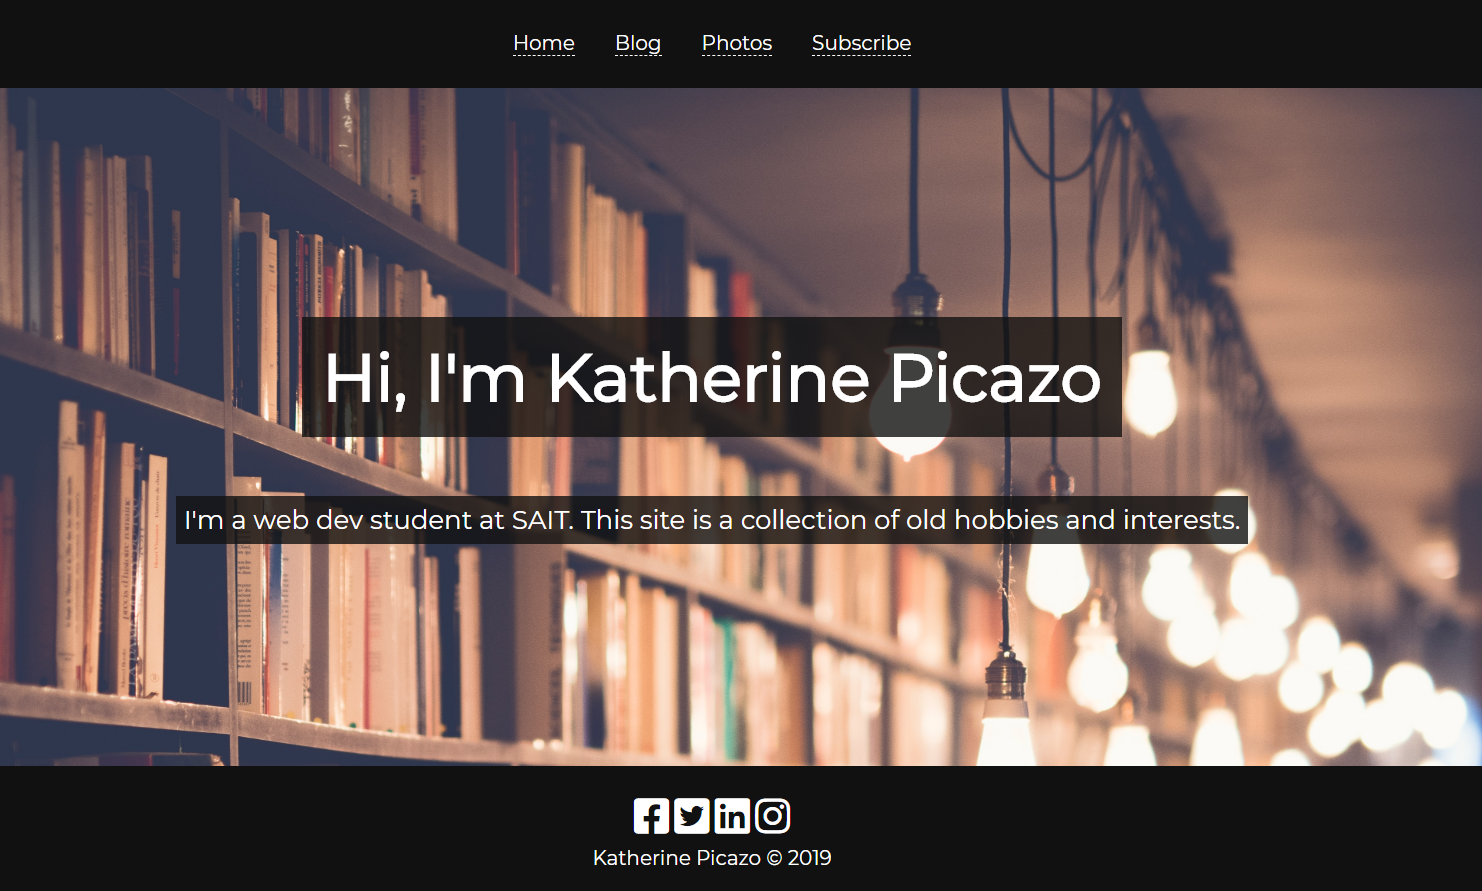 Home Blog Photos Subscribe
Hi, I'm Katherine Picazo
I'm a web dev student at SAIT. This site is a collection of old hobbies and interests.
Katherine Picazo © 2019